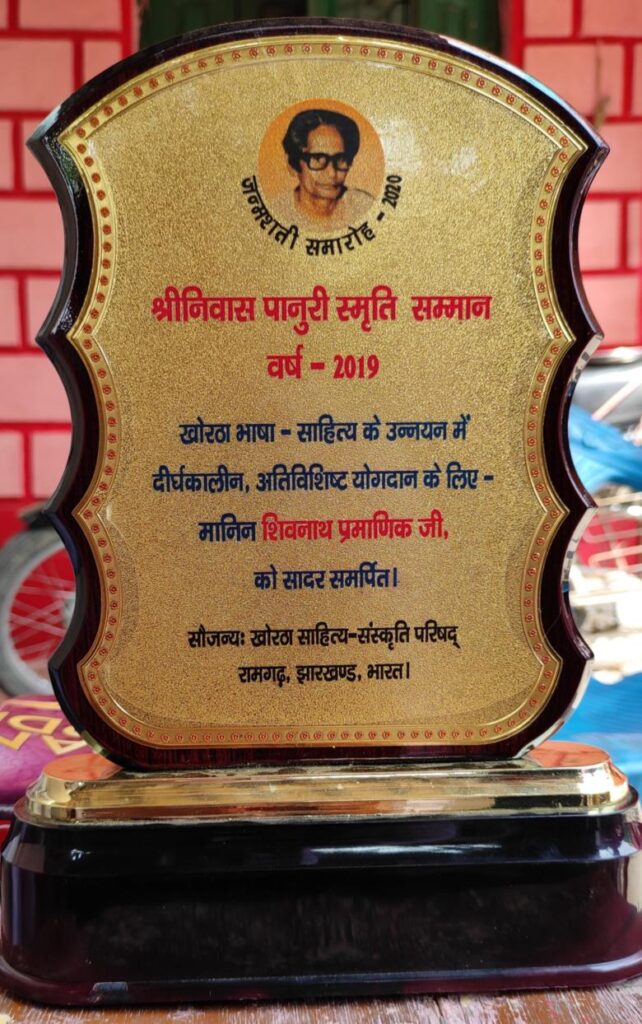 जन्मशती समारोह - 2020
श्रीनिवास पानुरी स्मृति सम्मान
वर्ष - 2019
खोरठा भाषा - साहित्य के उन्नयन में
दीर्घकालीन, अतिविशिष्ट योगदान के लिए -
मानिन शिवनाथ प्रमाणिक जी,
को सादर समर्पित।
सौजन्यः खोरठा साहित्य-संस्कृति परिषद्
रामगढ़, झारखण्ड, भारत।